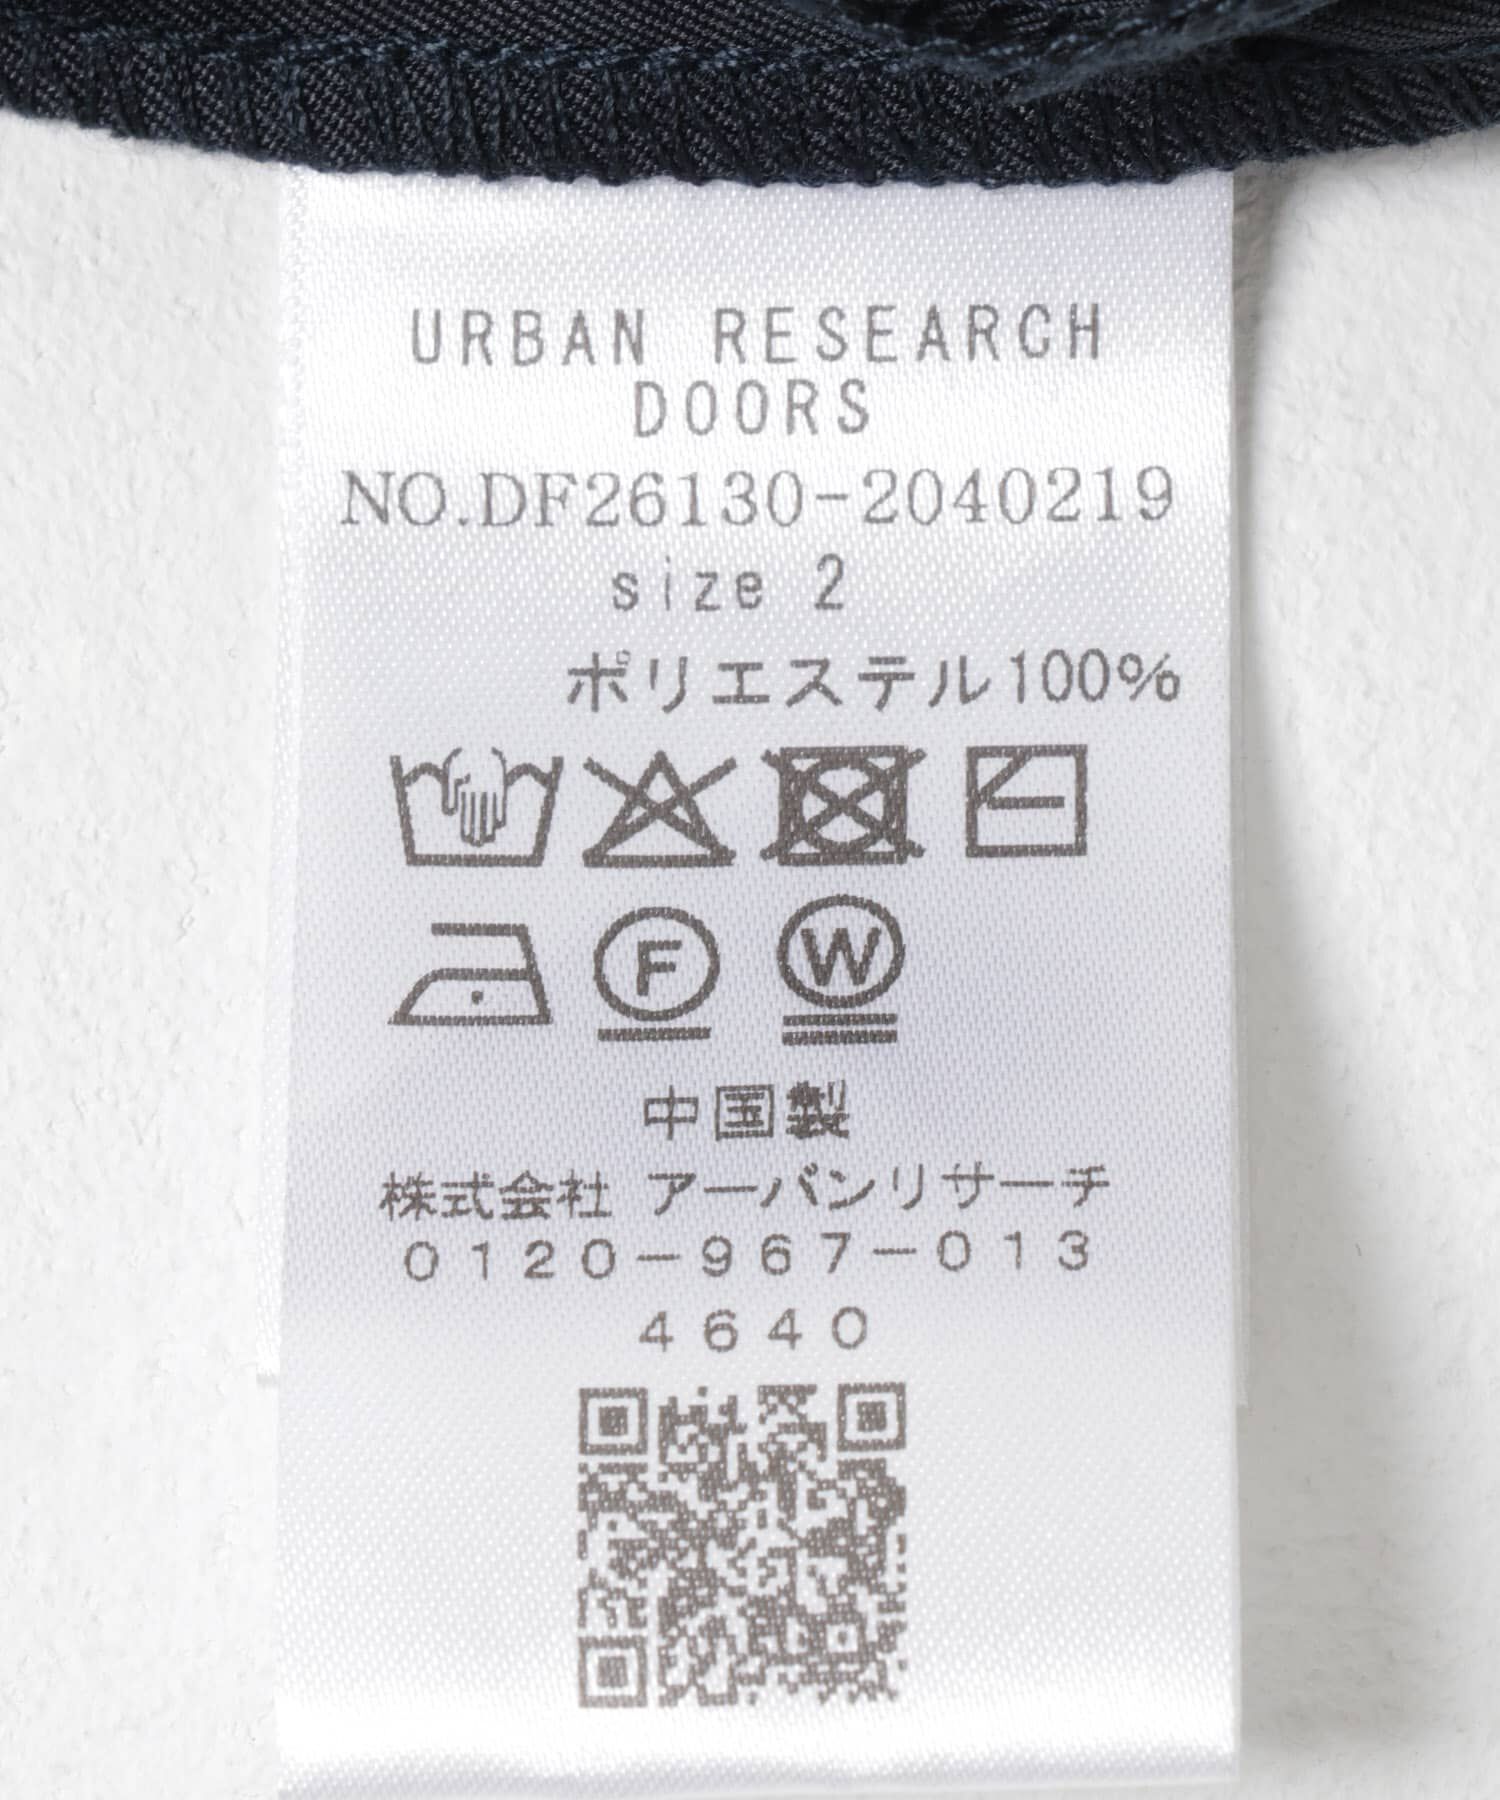 URBAN RESEARCH
DOORS
NO.DF26130-2040219
size 2
ポリエステル100%
F W
中国製
株式会社 アーバンリサーチ
0120-967-013
4640